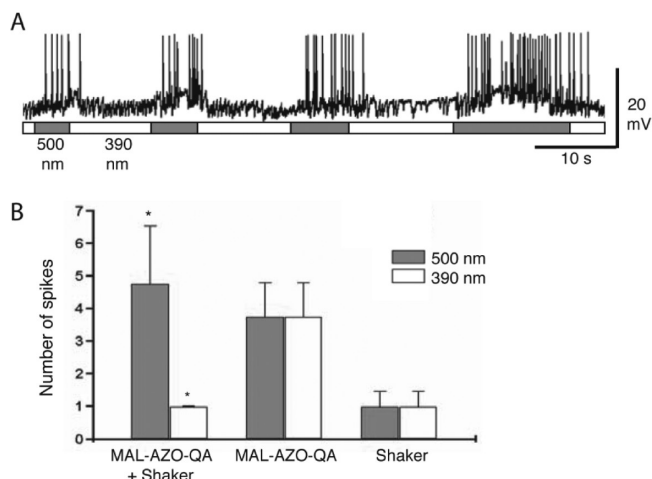 A
20
mV
500
nm
390
nm
10 s
B
7
6
5
4
3
2
1
0
Number of spikes
*
*
500 nm
390 nm
MAL-AZO-QA
+ Shaker
MAL-AZO-QA
Shaker